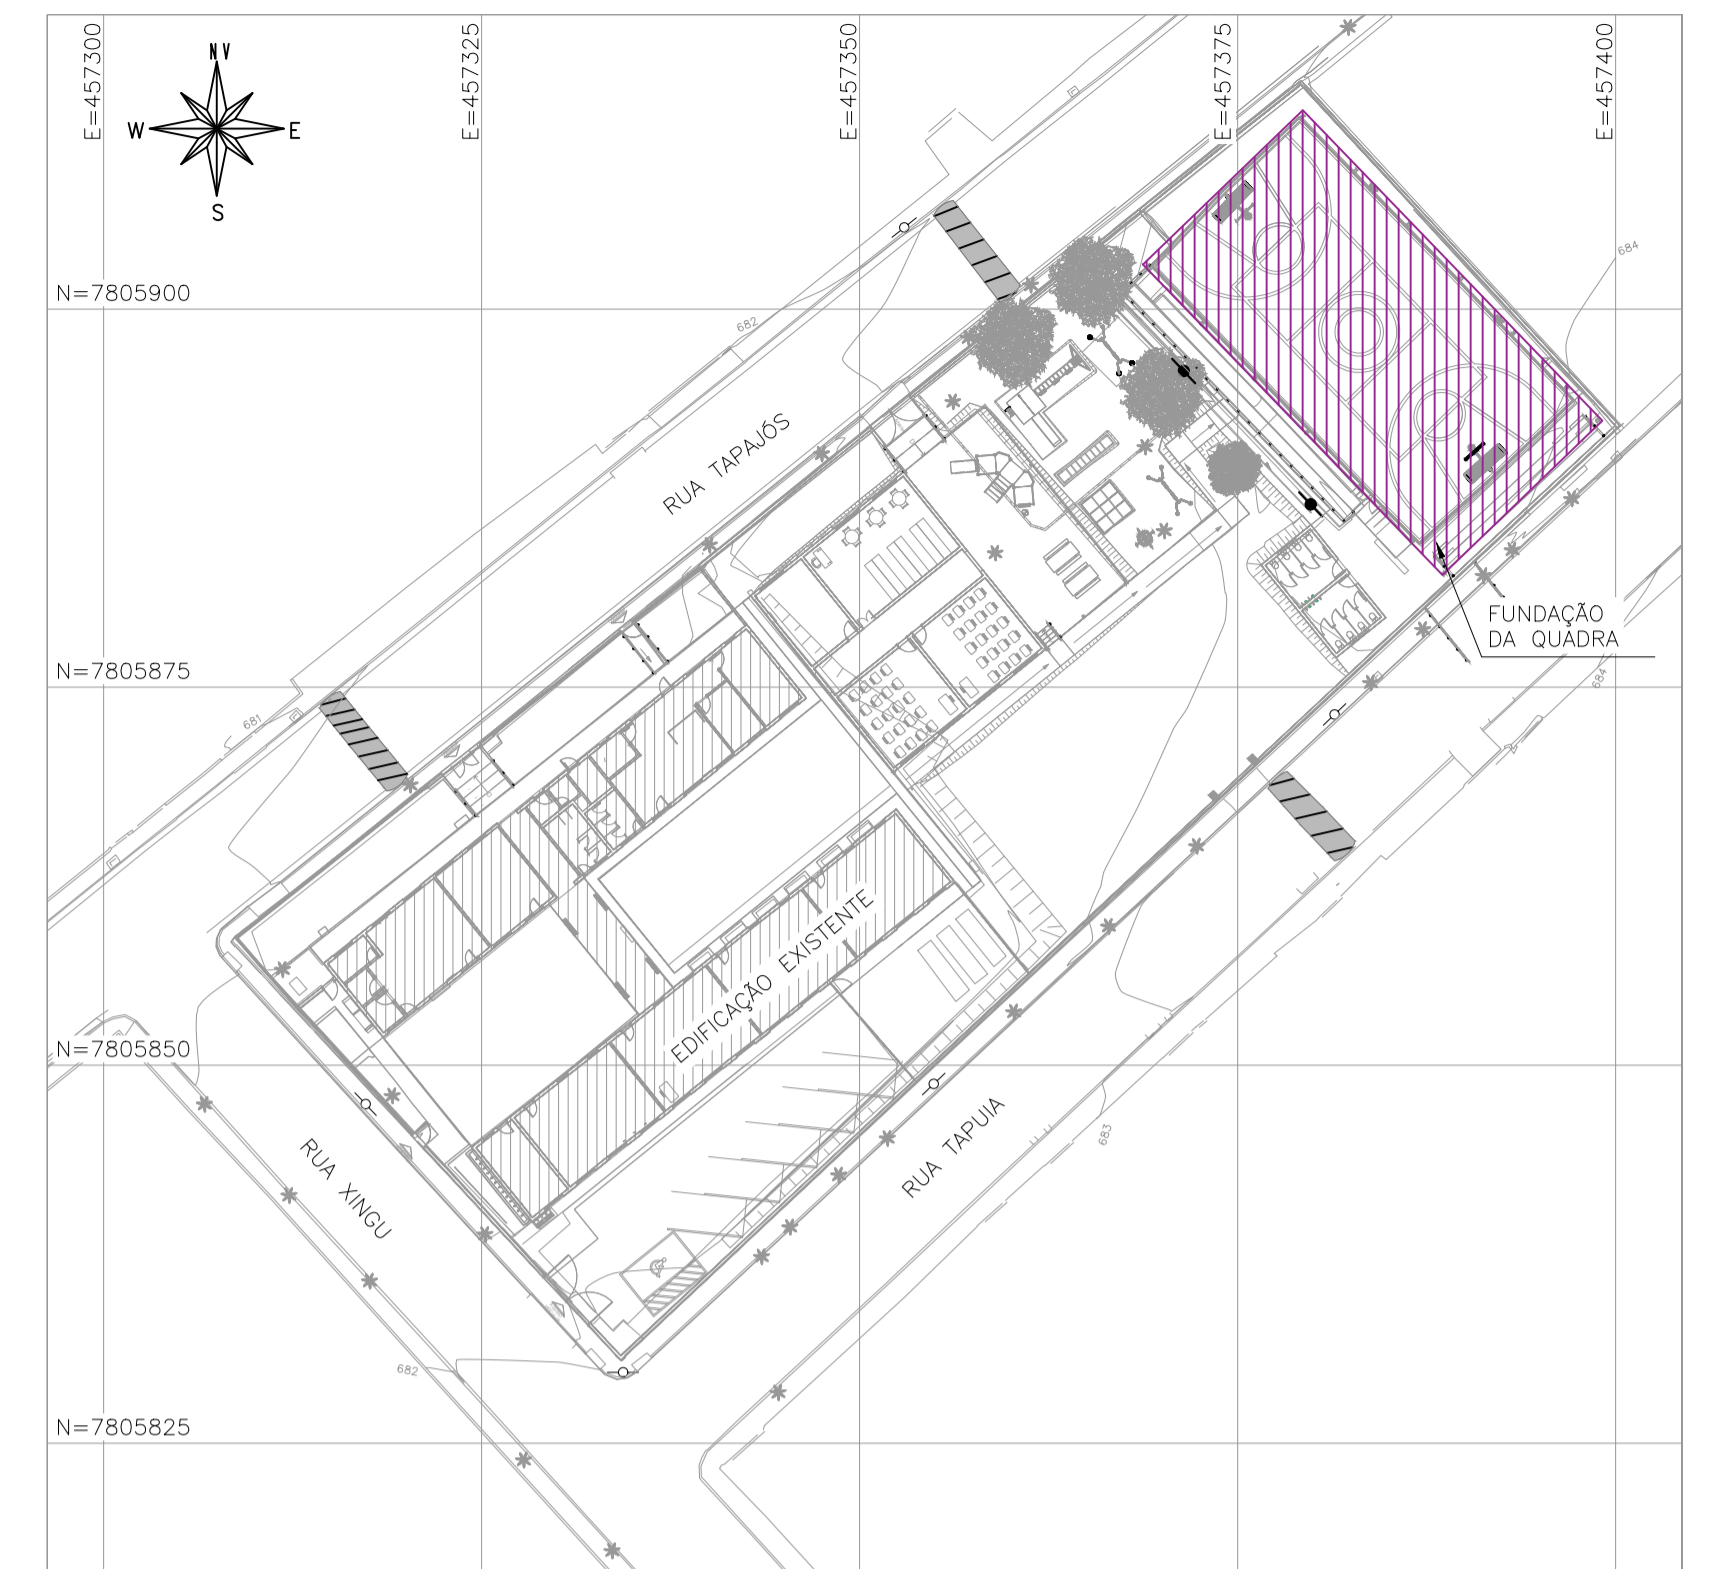 E=457300
E=457325
E=457350
E=457375
E=457400
NV
W
E
S
684
N=7805900
682
RUA TAPAJÓS
FUNDAÇÃO
DA QUADRA
N=7805875
684
681
EDIFICAÇÃO EXISTENTE
N=7805850
RUA TAPUIA
683
RUA XINGU
682
N=7805825